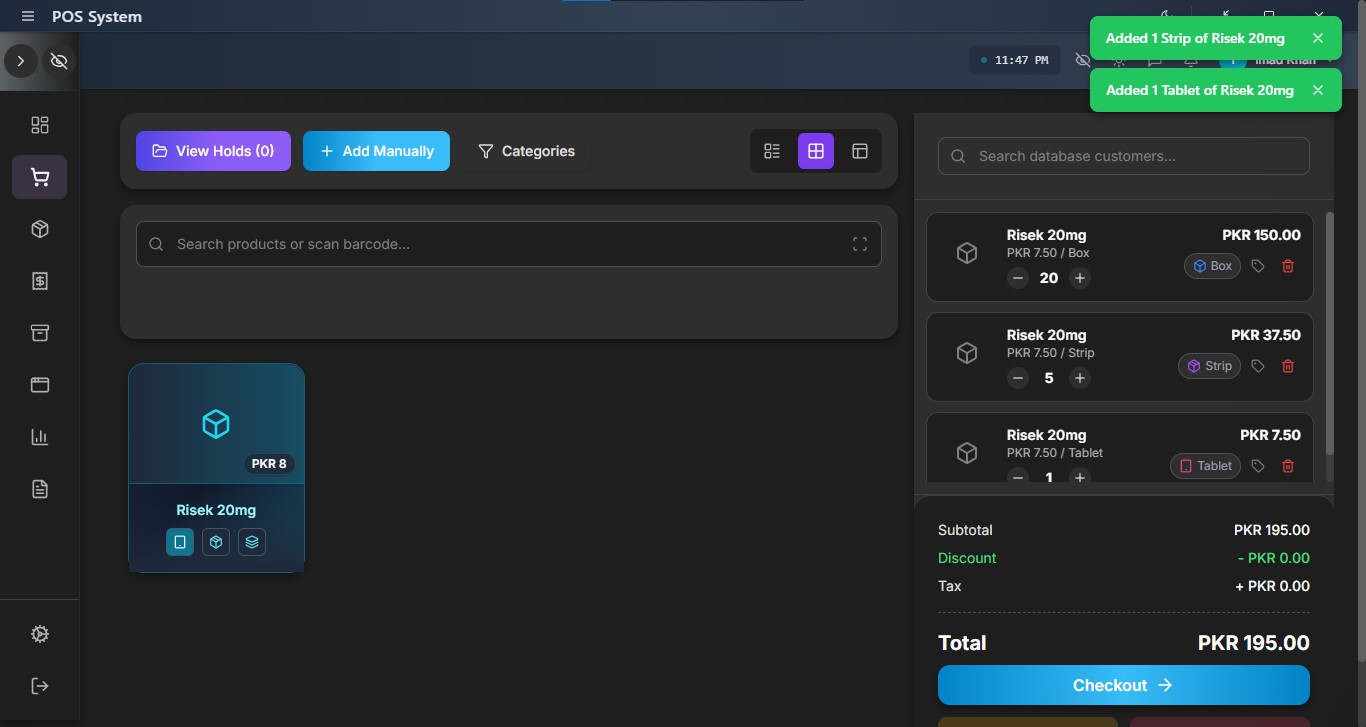 POS System
Added 1 Strip of Risek 20mg
11:47 PM
Added 1 Tablet of Risek 20mg
View Holds (0)
Add Manually
Categories
Search database customers...
Search products or scan barcode...
Risek 20mg
PKR 150.00
PKR 7.50 / Box
Box
20
Risek 20mg
PKR 37.50
PKR 7.50 / Strip
Strip
5
Risek 20mg
PKR 7.50
PKR 7.50 / Tablet
Tablet
1
PKR 8
Risek 20mg
Subtotal
PKR 195.00
Discount
- PKR 0.00
Tax
+ PKR 0.00
Total
PKR 195.00
Checkout